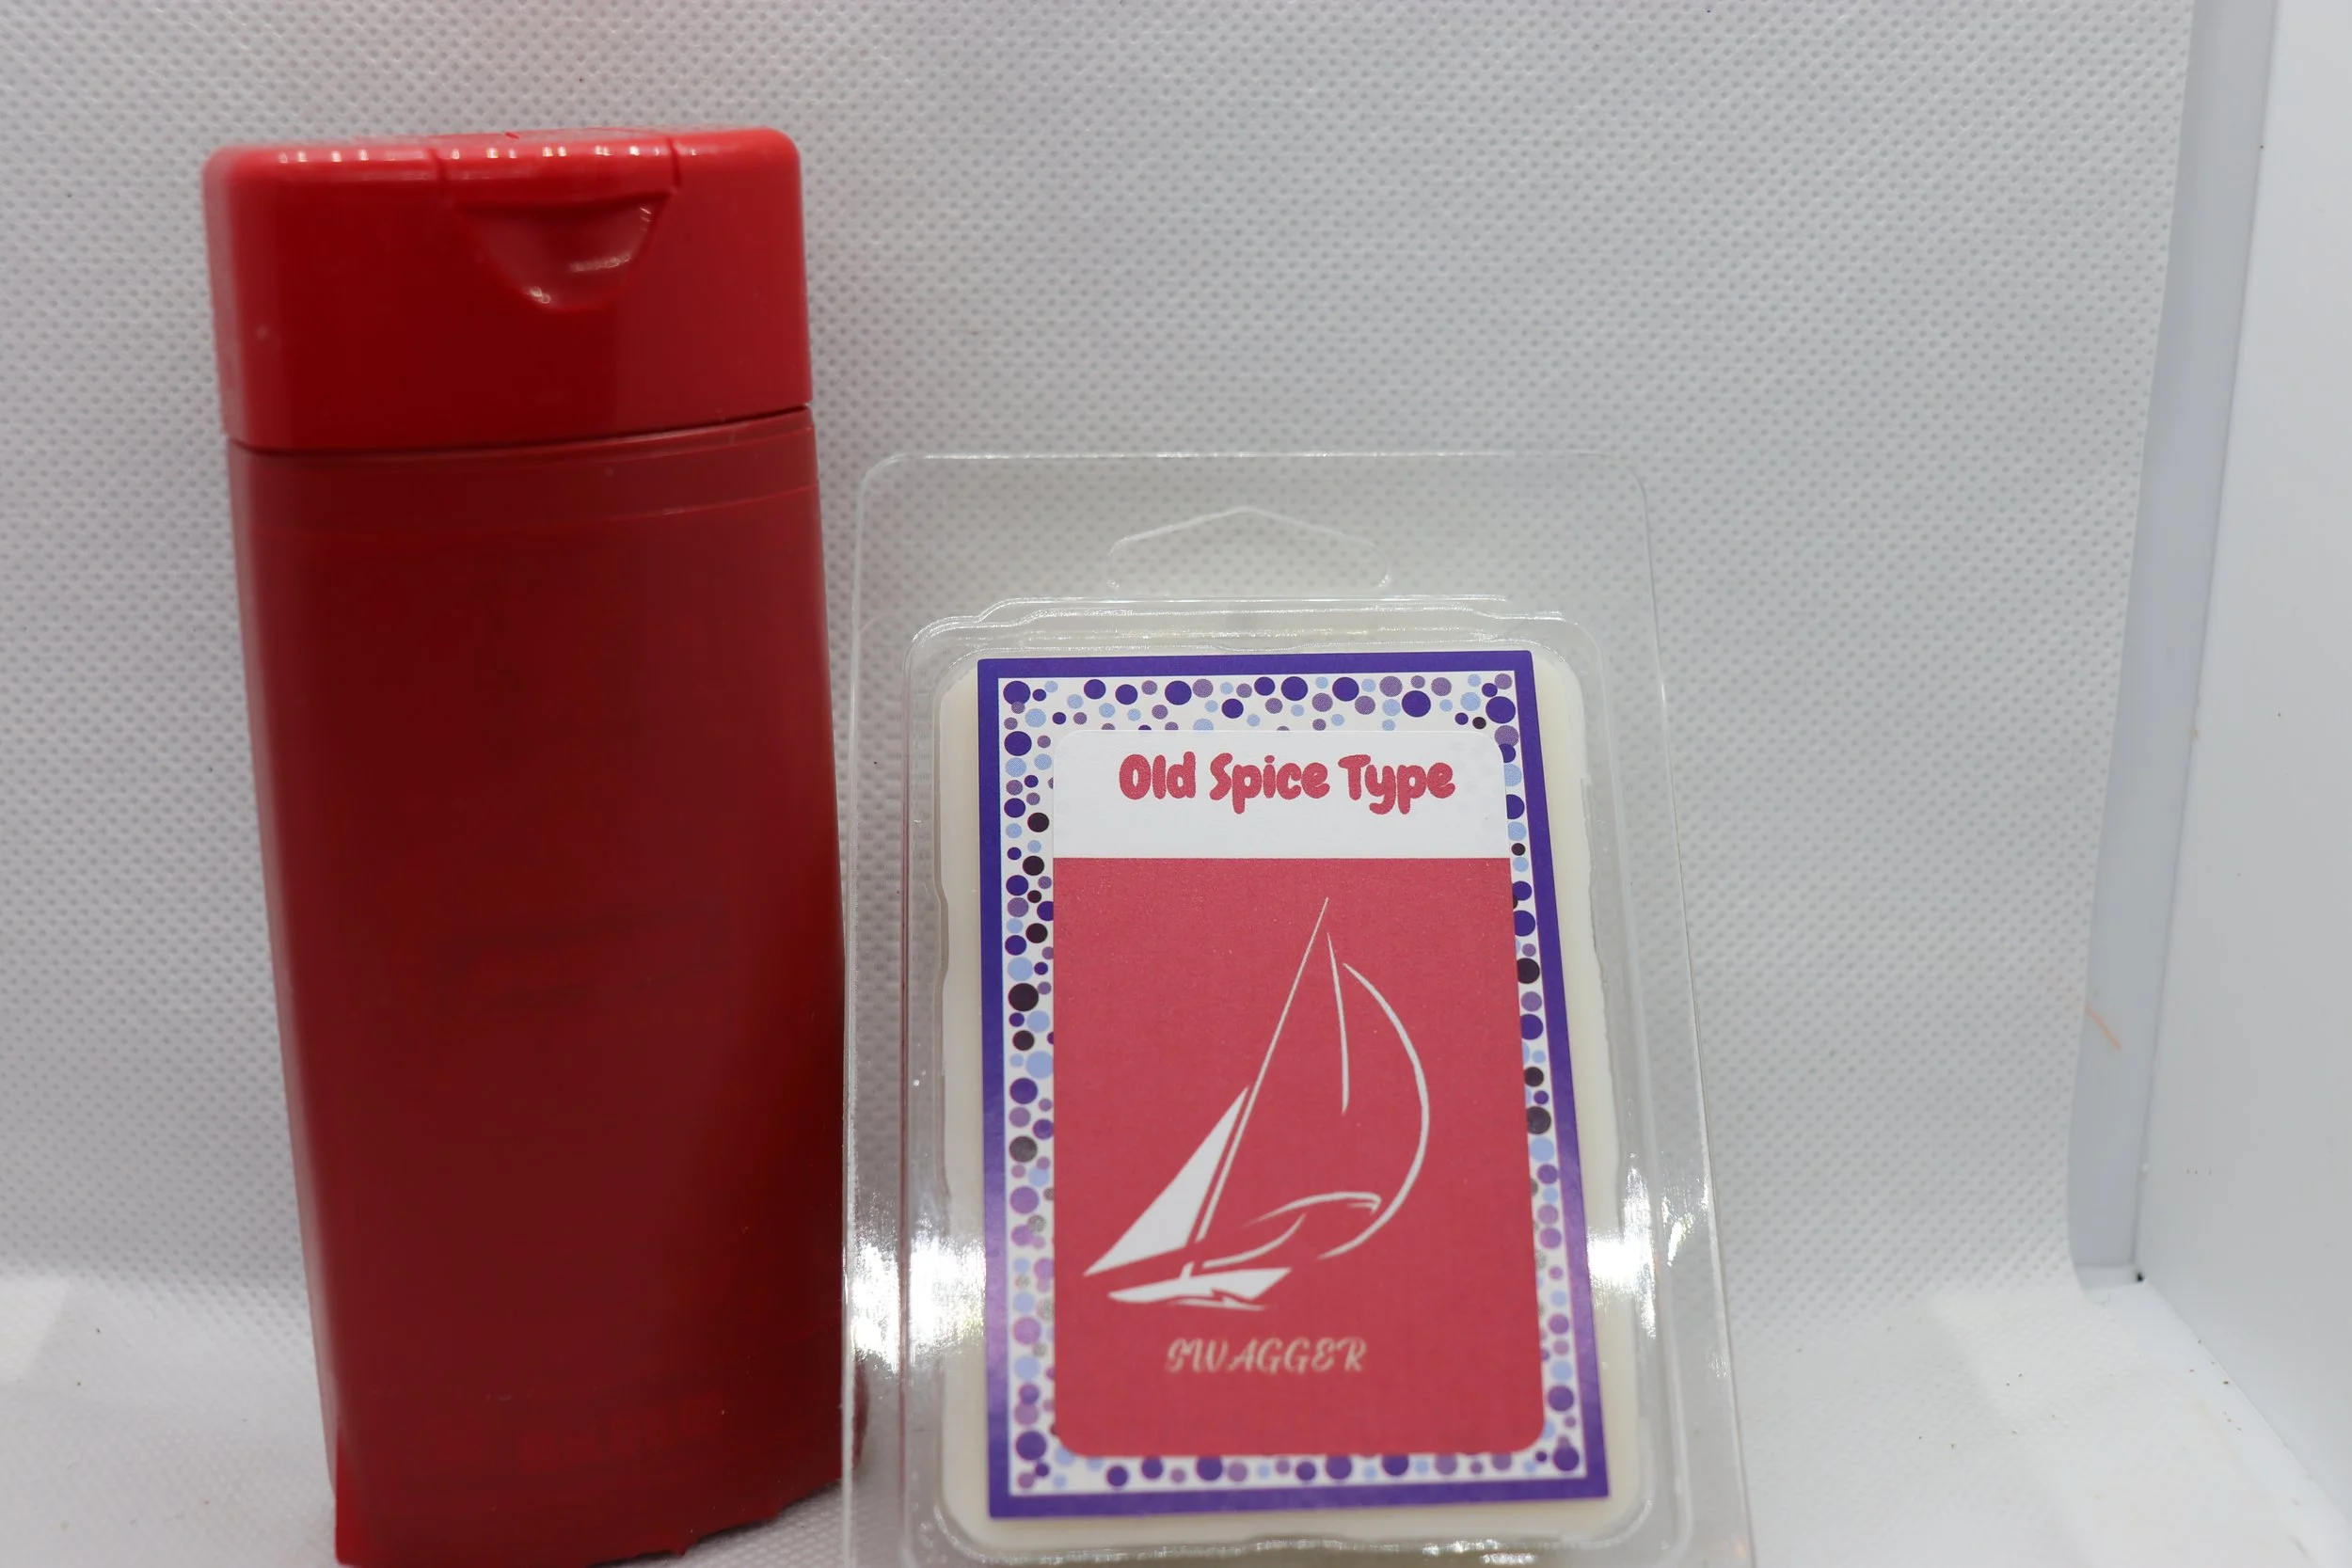 Old Spice Type
SWAGGER